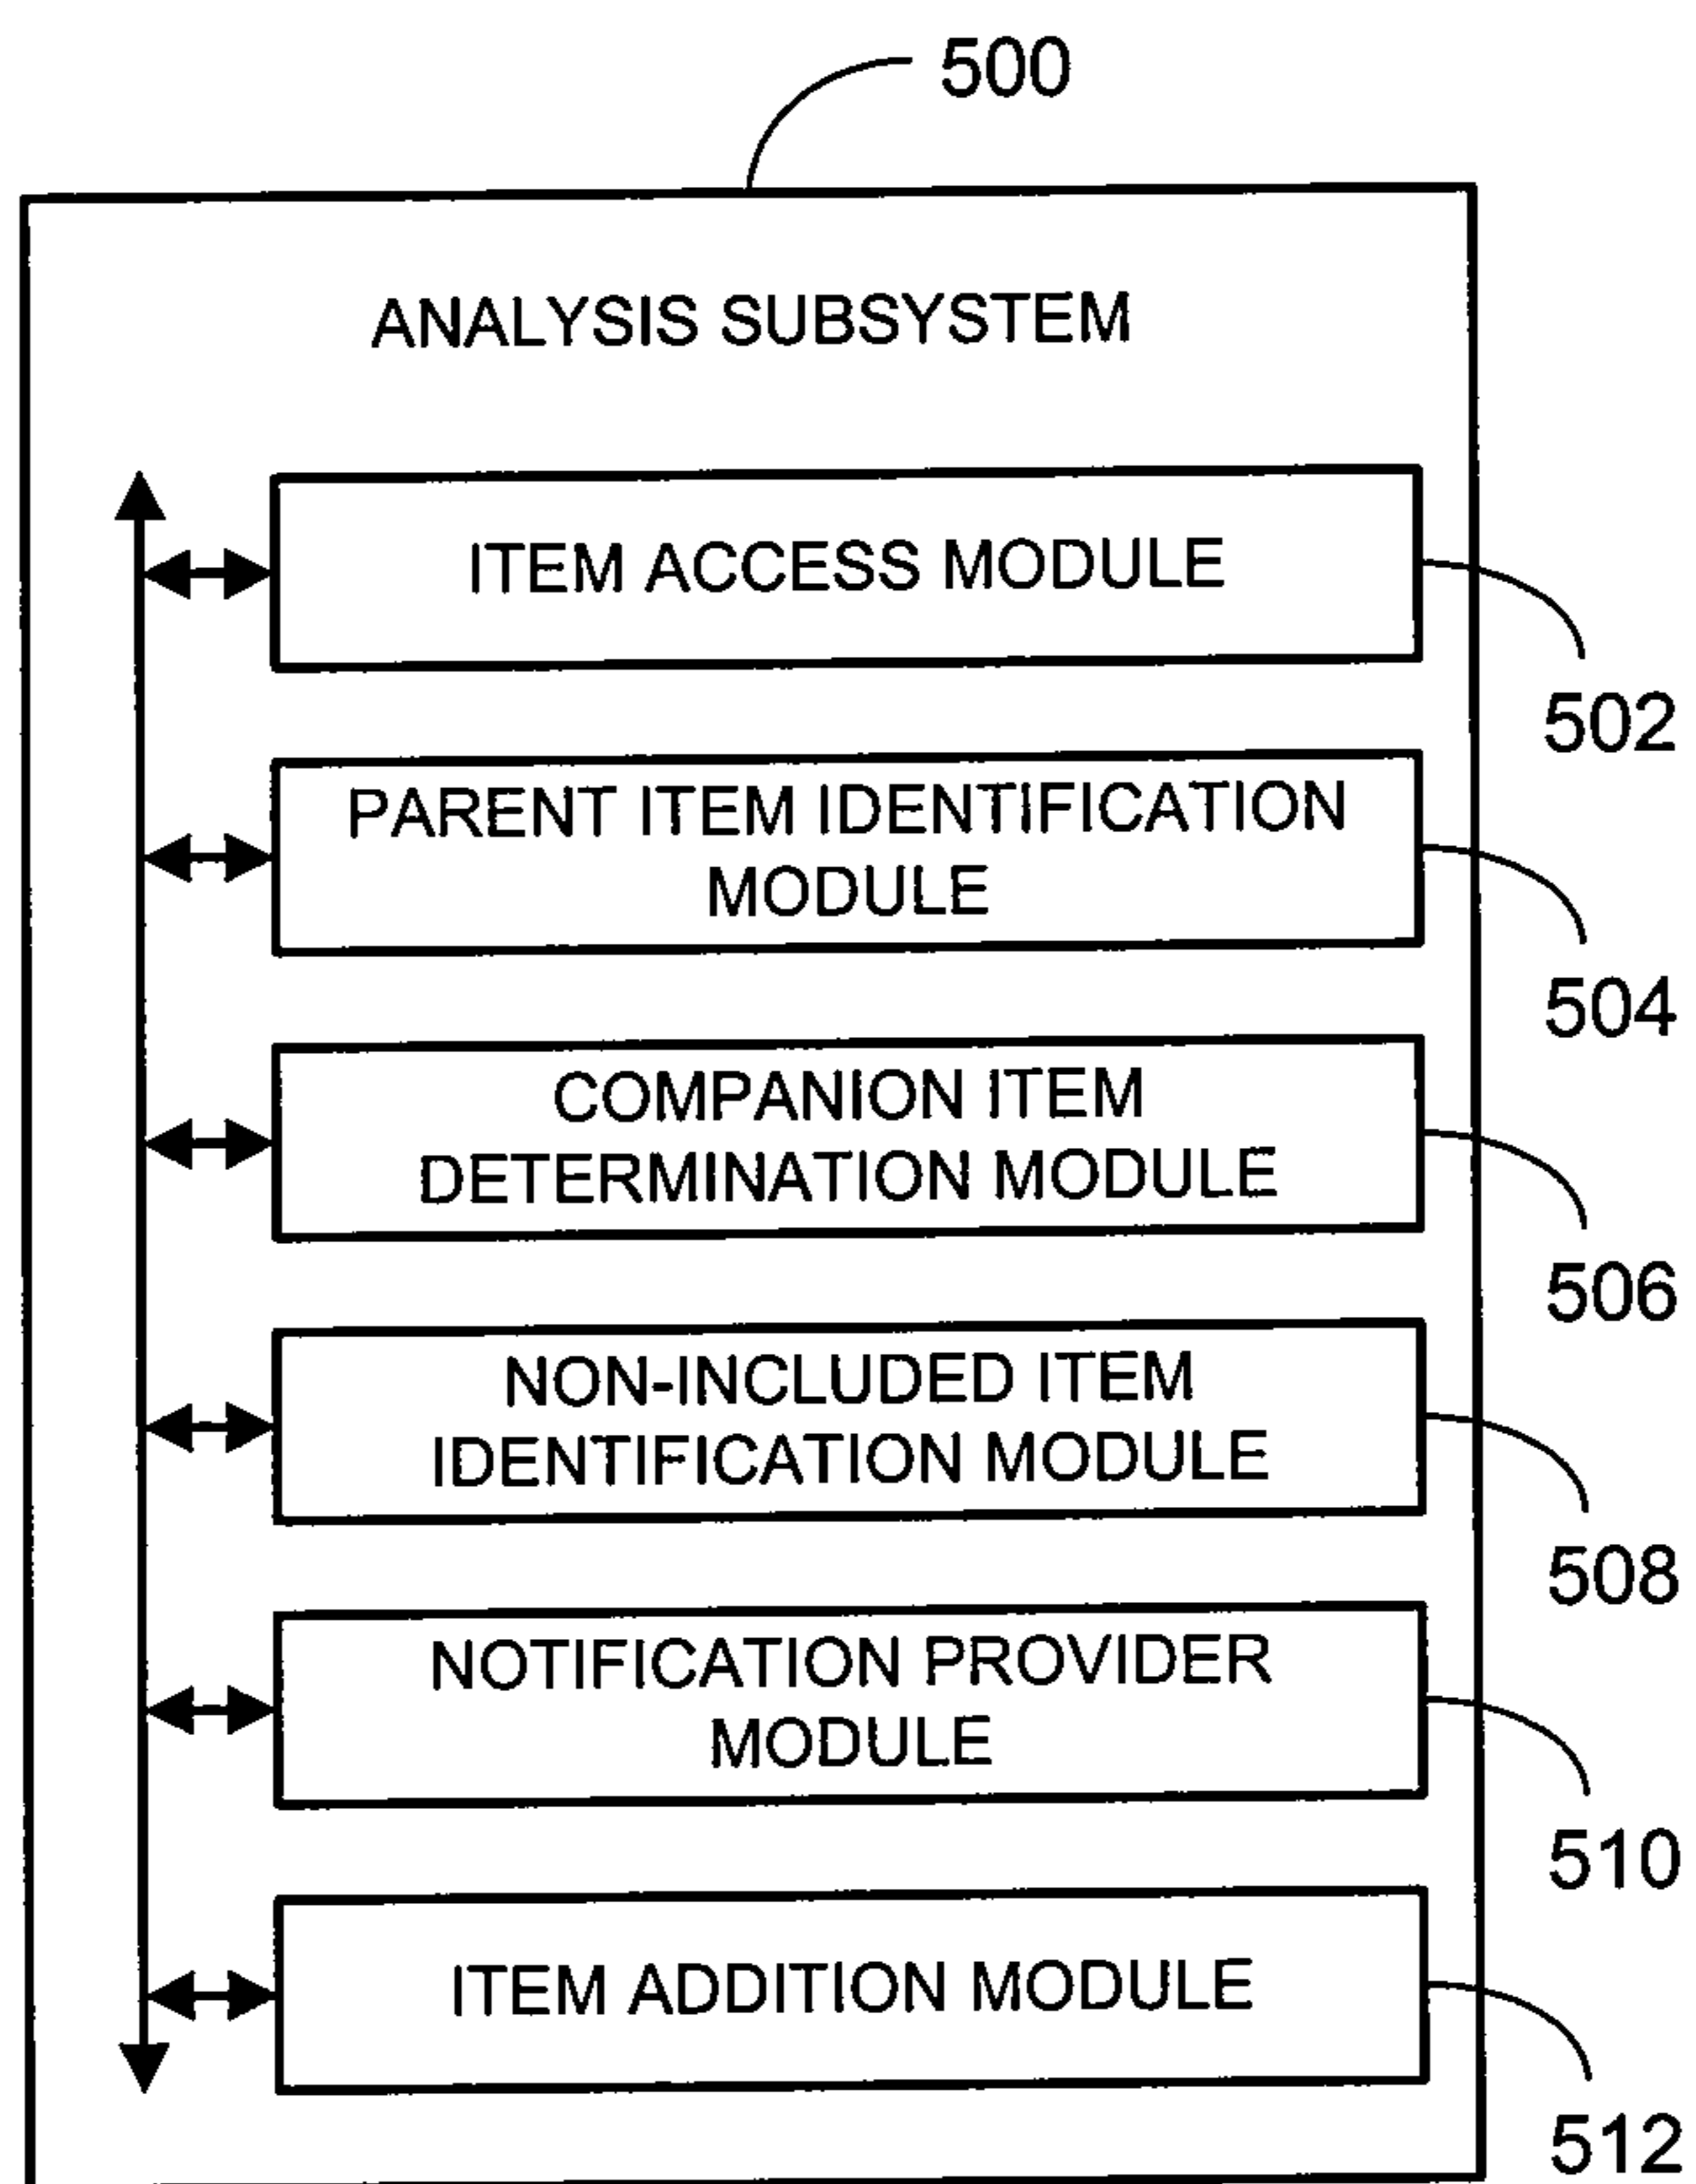 500
ANALYSIS SUBSYSTEM
ITEM ACCESS MODULE
502
PARENT ITEM IDENTIFICATION
MODULE
504
COMPANION ITEM
DETERMINATION MODULE
506
NON-INCLUDED ITEM
IDENTIFICATION MODULE
508
NOTIFICATION PROVIDER
MODULE
510
ITEM ADDITION MODULE
512